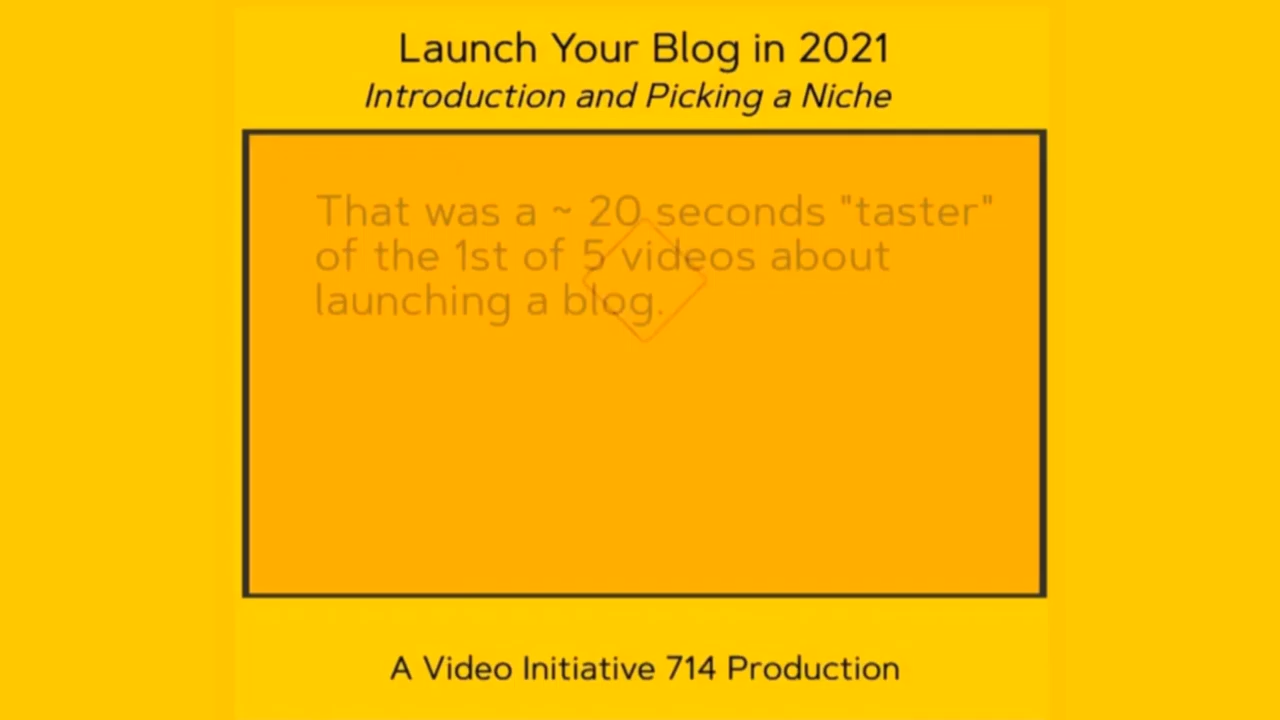 Launch Your Blog in 2021
Introduction and Picking a Niche
That was a ~ 20 seconds "taster"
of the 1st of 5 videos about
launching a blog.
A Video Initiative 714 Production